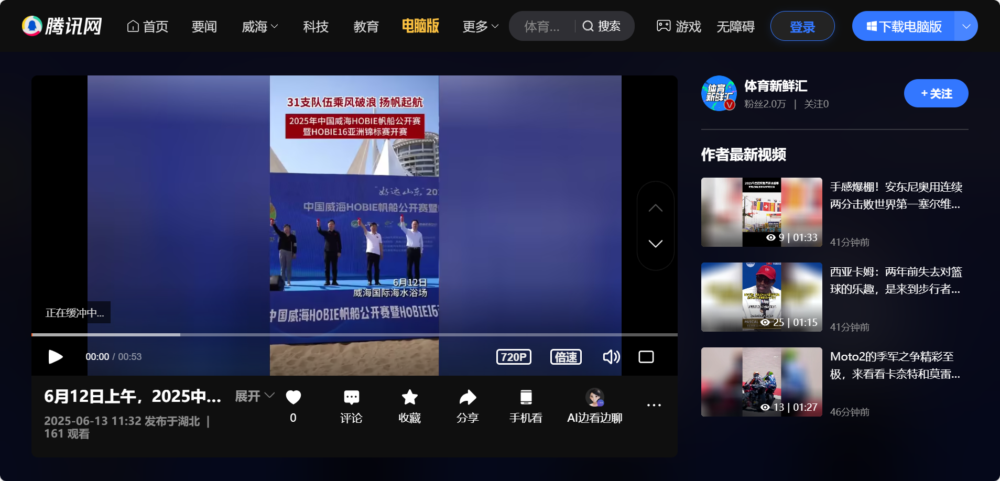 腾讯网
首页
要闻
威海
科技
教育
电脑版
更多
体育...
搜索
游戏
无障碍
登录
下载电脑版
31支队伍乘风破浪 扬帆起航
2025年中国威海HOBIE帆船公开赛
暨HOBIE16亚洲锦标赛开赛
"好运山东"202
中国威海HOBIE帆船公开赛暨
6月12日
威海国际海水浴场
中国威海HOBIE帆船公开赛暨HOBIE16
正在缓冲中...
00:00 / 00:53
720P
倍速
6月12日上午，2025中...
展开
2025-06-13 11:32 发布于湖北 |
161 观看
0
评论
收藏
分享
手机看
AI边看边聊
体育
新鲜汇
V
体育新鲜汇
粉丝2.0万 | 关注0
+ 关注
作者最新视频
手感爆棚！安东尼奥用连续
两分击败世界第一塞尔维...
9 | 01:33
41分钟前
西亚卡姆：两年前失去对篮
球的乐趣，是来到步行者...
25 | 01:15
41分钟前
Moto2的季军之争精彩至
极，来看看卡奈特和莫雷...
13 | 01:27
46分钟前